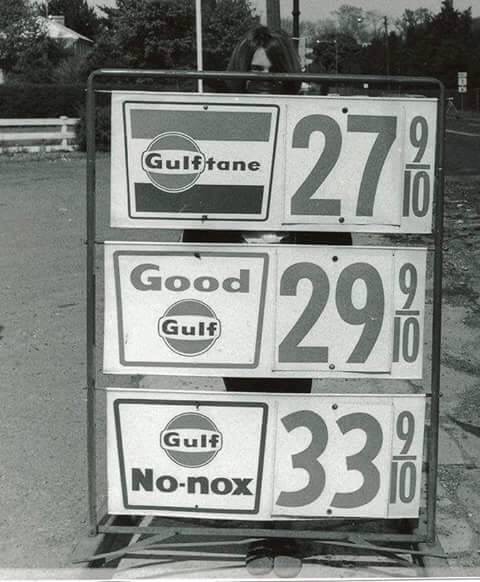 Gulftane 27 9/10
Good
Gulf 29 9/10
Gulf
No-nox 33 9/10